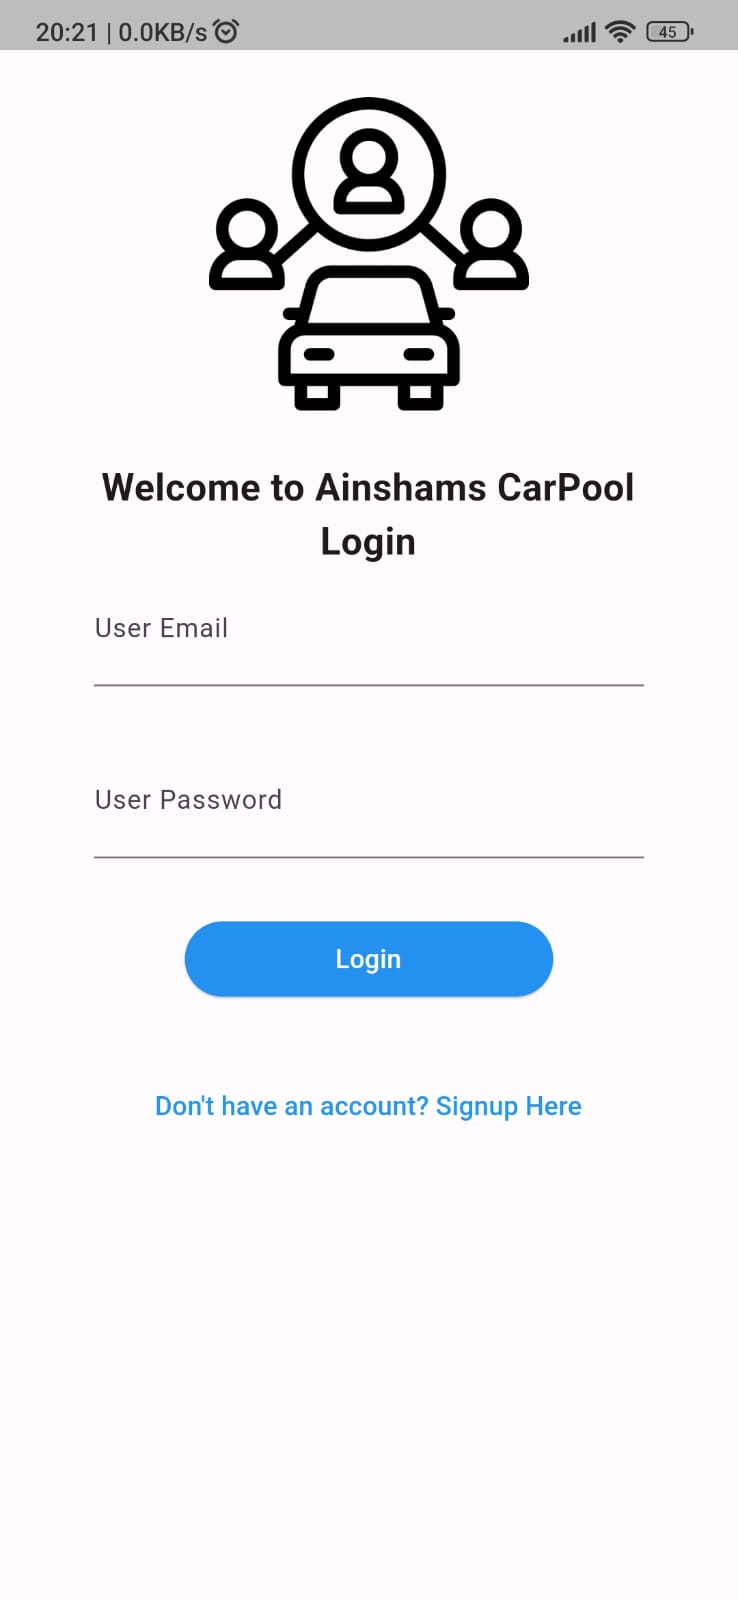 20:21 | 0.0KB/s
45
Welcome to Ainshams CarPool
Login
User Email
User Password
Login
Don't have an account? Signup Here